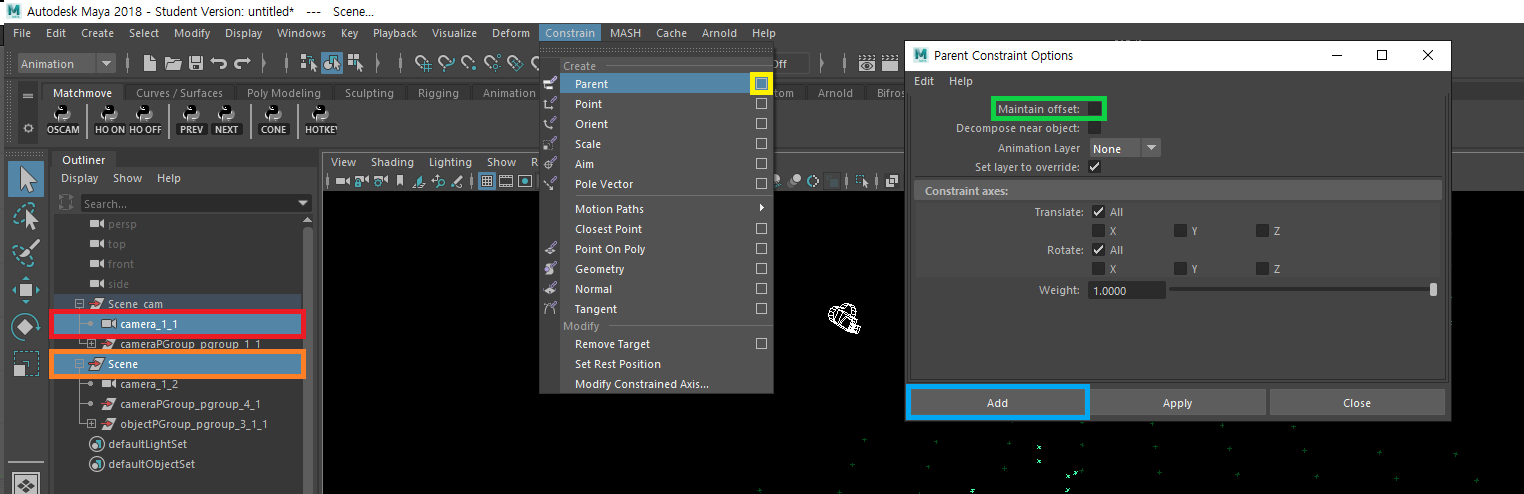 Autodesk Maya 2018 - Student Version: untitled*   ---   Scene...
File Edit Create Select Modify Display Windows Key Playback Visualize Deform Constrain MASH Cache Arnold Help
Animation
Off
Matchmove Curves / Surfaces Poly Modeling Sculpting Rigging Animation Arnold
OSCAM HO ON HO OFF PREV NEXT CONE HOTKEY
Outliner
Display Show Help
Search...
persp
top
front
side
Scene_cam
camera_1_1
cameraPGroup_pgroup_1_1
Scene
camera_1_2
cameraPGroup_pgroup_4_1
objectPGroup_pgroup_3_1_1
defaultLightSet
defaultObjectSet
View Shading Lighting Show
Create
Parent
Point
Orient
Scale
Aim
Pole Vector
Motion Paths
Closest Point
Point On Poly
Geometry
Normal
Tangent
Modify
Remove Target
Set Rest Position
Modify Constrained Axis...
Parent Constraint Options
Edit Help
Maintain offset:
Decompose near object:
Animation Layer None
Set layer to override:
Constraint axes:
Translate: All
X Y Z
Rotate: All
X Y Z
Weight: 1.0000
Add Apply Close